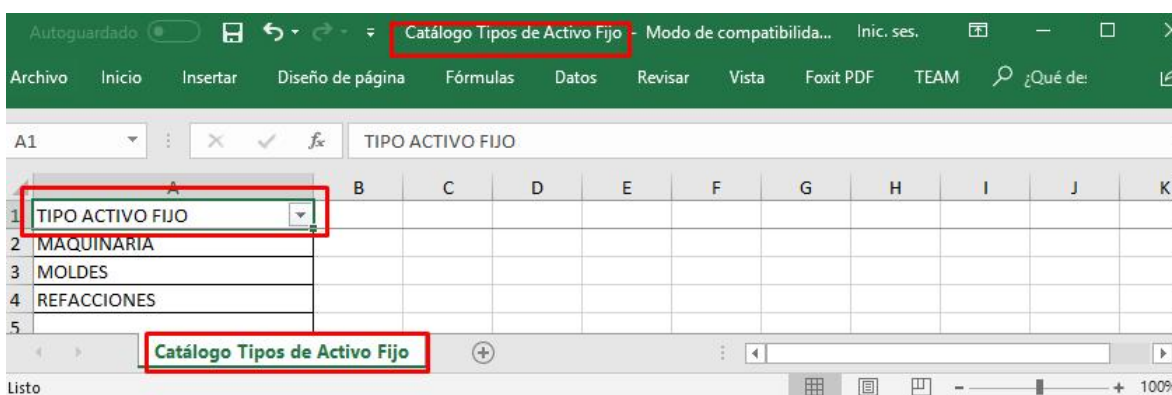 Autoguardado Catálogo Tipos de Activo Fijo - Modo de compatibilida... Inic. ses.
Archivo Inicio Insertar Diseño de página Fórmulas Datos Revisar Vista Foxit PDF TEAM ¿Qué de
A1 fx TIPO ACTIVO FIJO
A B C D E F G H I J K
1 TIPO ACTIVO FIJO
2 MAQUINARIA
3 MOLDES
4 REFACCIONES
5
Catálogo Tipos de Activo Fijo
Listo 100%